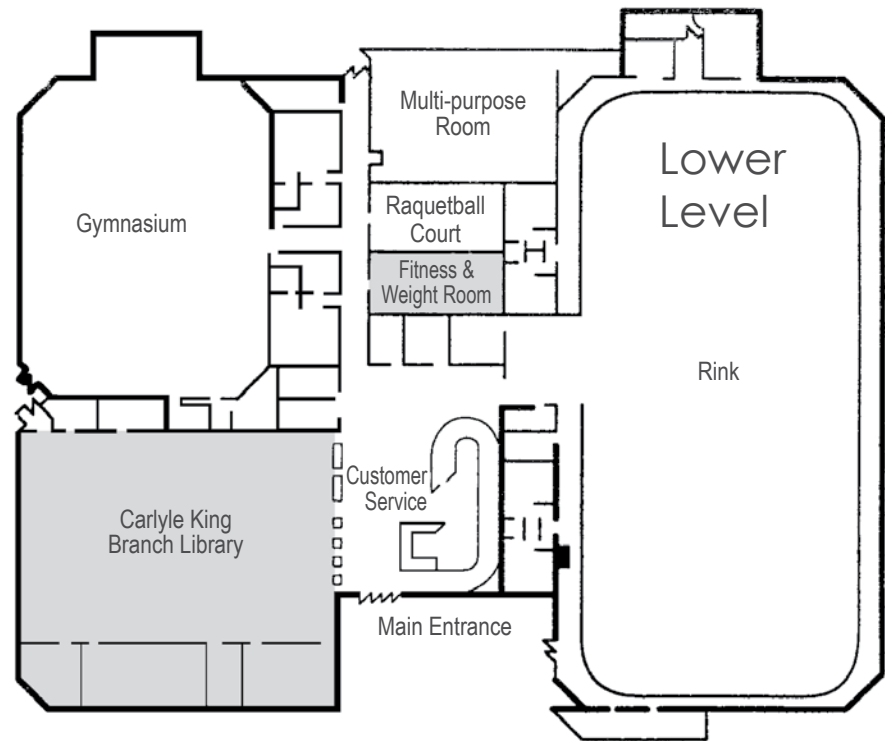 Multi-purpose
Room
Lower
Level
Gymnasium
Raquetball
Court
Fitness &
Weight Room
Rink
Customer
Service
Carlyle King
Branch Library
Main Entrance